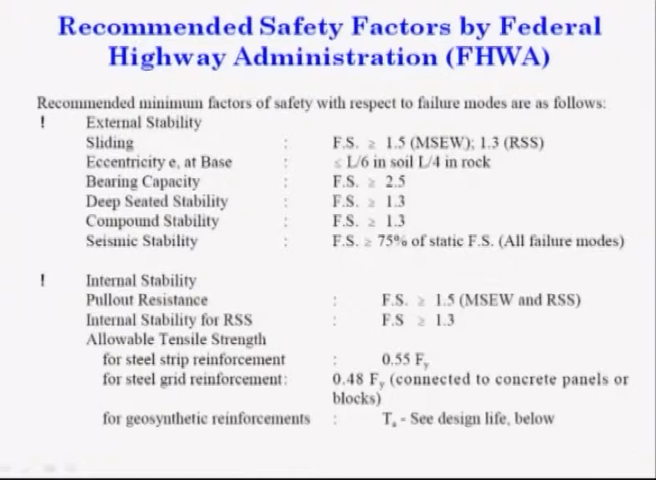 Recommended Safety Factors by Federal
Highway Administration (FHWA)
Recommended minimum factors of safety with respect to failure modes are as follows:
! External Stability
Sliding : F.S. ≥ 1.5 (MSEW); 1.3 (RSS)
Eccentricity e, at Base : ≤ L/6 in soil L/4 in rock
Bearing Capacity : F.S. ≥ 2.5
Deep Seated Stability : F.S. ≥ 1.3
Compound Stability : F.S. ≥ 1.3
Seismic Stability : F.S. ≥ 75% of static F.S. (All failure modes)
! Internal Stability
Pullout Resistance : F.S. ≥ 1.5 (MSEW and RSS)
Internal Stability for RSS : F.S ≥ 1.3
Allowable Tensile Strength
for steel strip reinforcement : 0.55 Fy
for steel grid reinforcement: 0.48 Fy (connected to concrete panels or
blocks)
for geosynthetic reinforcements : Ta - See design life, below